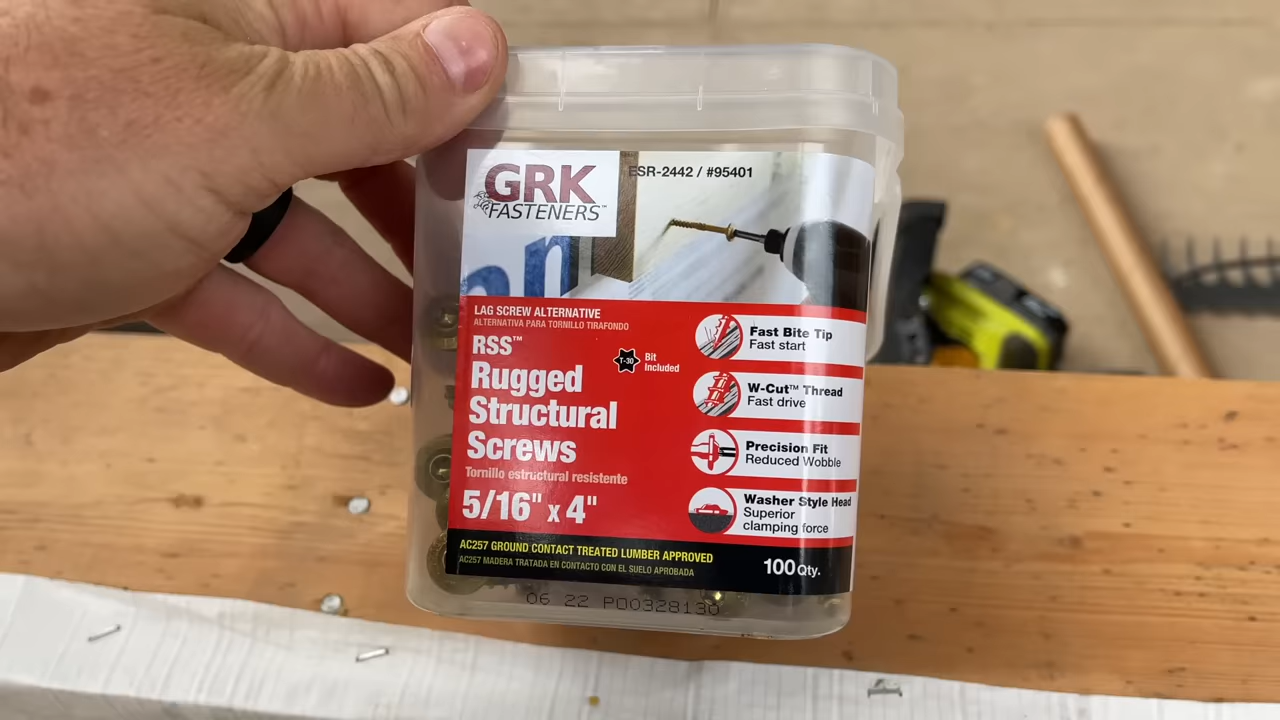 GRK
FASTENERS™
ESR-2442 / #95401
LAG SCREW ALTERNATIVE
ALTERNATIVA PARA TORNILLO TIRAFONDO
RSS™
Rugged
Structural
Screws
Tornillo estructural resistente
5/16" x 4"
T-30
Bit
Included
Fast Bite Tip
Fast start
W-Cut™ Thread
Fast drive
Precision Fit
Reduced Wobble
Washer Style Head
Superior
clamping force
AC257 GROUND CONTACT TREATED LUMBER APPROVED
AC257 MADERA TRATADA EN CONTACTO CON EL SUELO APROBADA
100 Qty.
06 22 P00328130